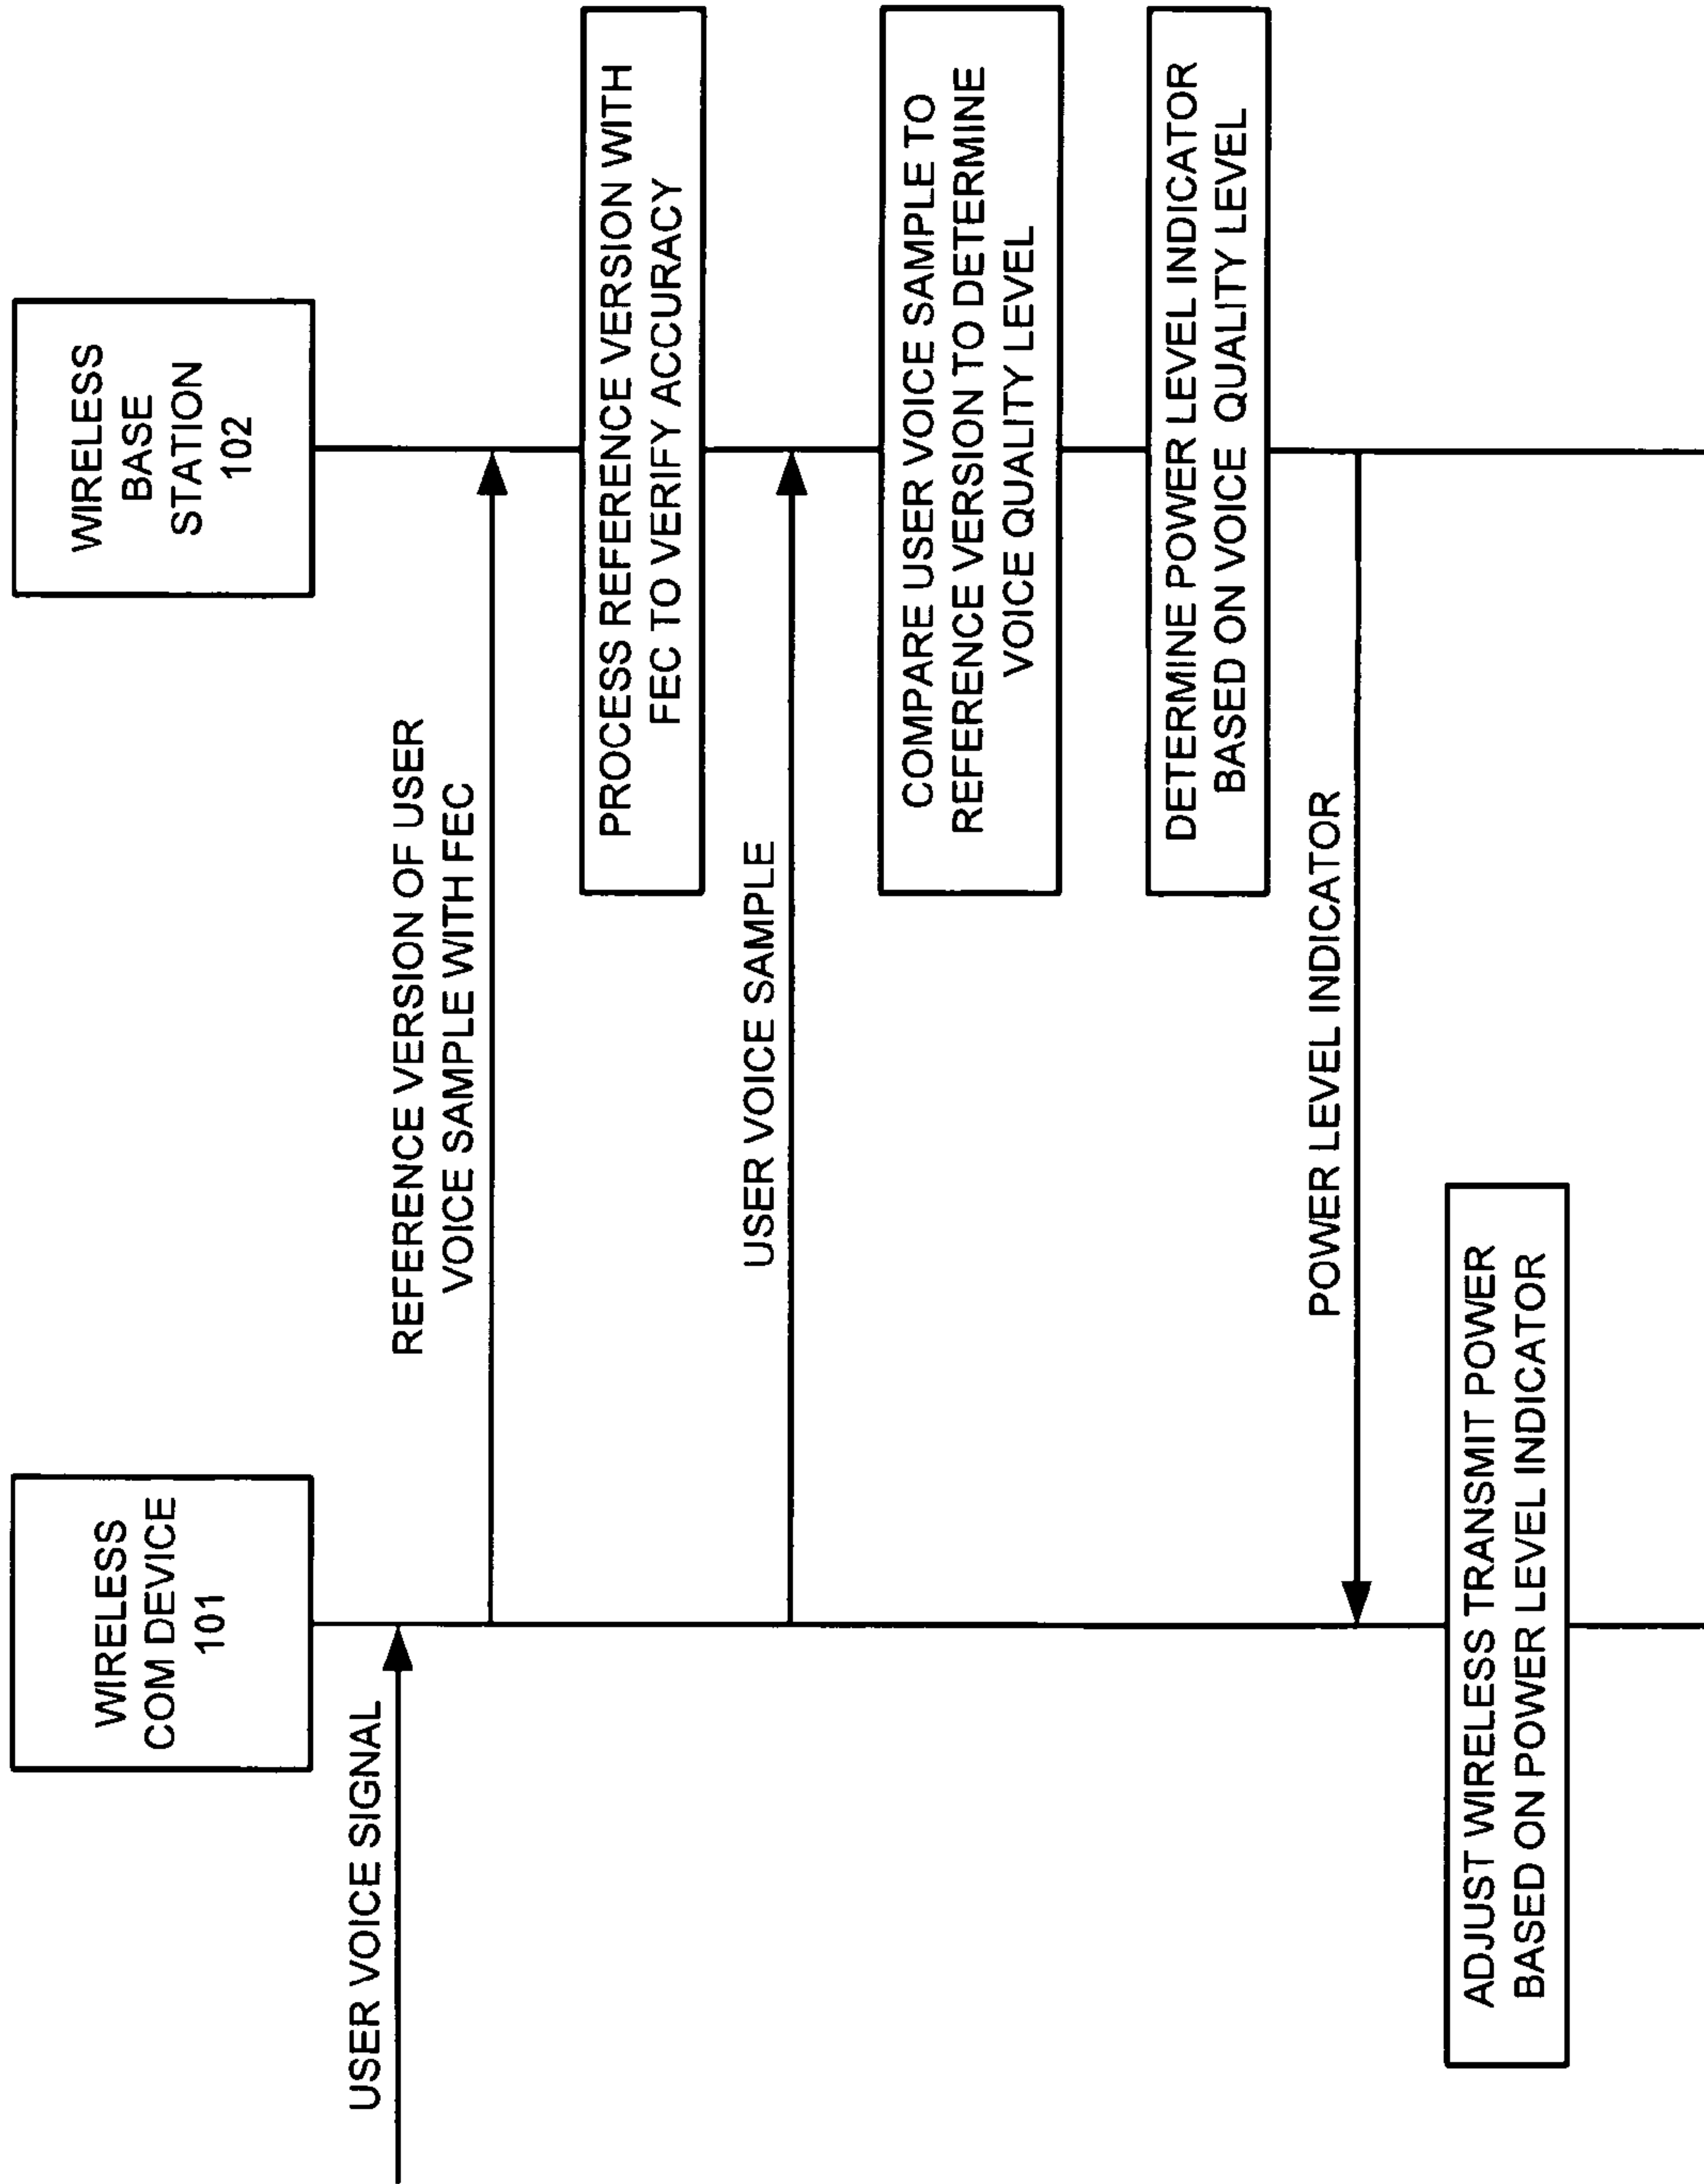 WIRELESS
COM DEVICE
101
WIRELESS
BASE
STATION
102
USER VOICE SIGNAL
REFERENCE VERSION OF USER
VOICE SAMPLE WITH FEC
PROCESS REFERENCE VERSION WITH
FEC TO VERIFY ACCURACY
USER VOICE SAMPLE
COMPARE USER VOICE SAMPLE TO
REFERENCE VERSION TO DETERMINE
VOICE QUALITY LEVEL
DETERMINE POWER LEVEL INDICATOR
BASED ON VOICE QUALITY LEVEL
POWER LEVEL INDICATOR
ADJUST WIRELESS TRANSMIT POWER
BASED ON POWER LEVEL INDICATOR